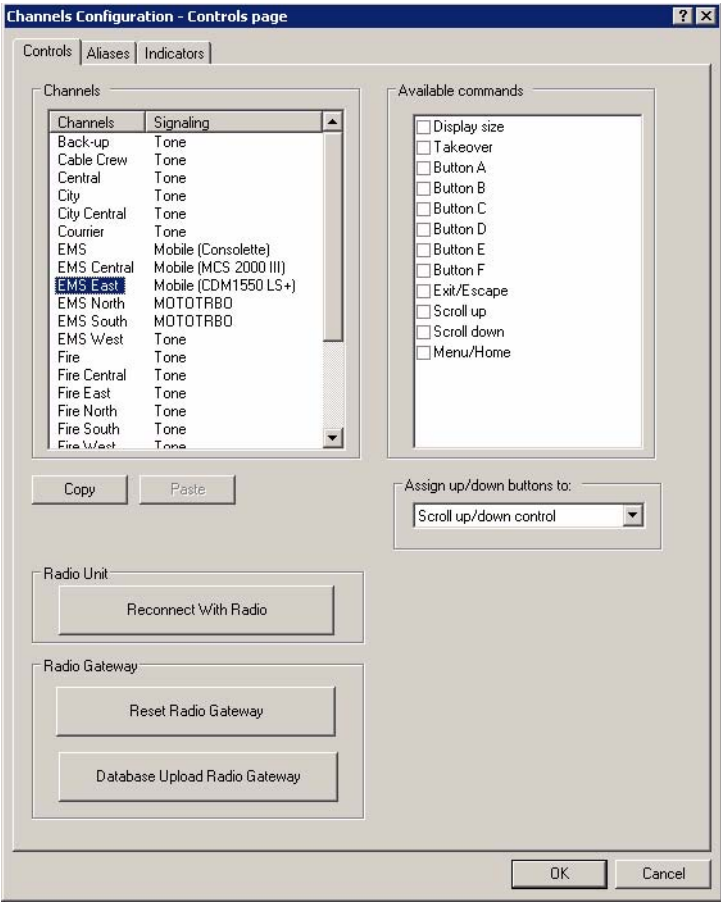 Channels Configuration - Controls page
Controls Aliases Indicators
Channels
Channels Signaling
Back-up Tone
Cable Crew Tone
Central Tone
City Tone
City Central Tone
Courrier Tone
EMS Mobile (Consolette)
EMS Central Mobile (MCS 2000 III)
EMS East Mobile (CDM1550 LS+)
EMS North MOTOTRBO
EMS South MOTOTRBO
EMS West Tone
Fire Tone
Fire Central Tone
Fire East Tone
Fire North Tone
Fire South Tone
Fire West Tone
Copy Paste
Available commands
Display size
Takeover
Button A
Button B
Button C
Button D
Button E
Button F
Exit/Escape
Scroll up
Scroll down
Menu/Home
Assign up/down buttons to:
Scroll up/down control
Radio Unit
Reconnect With Radio
Radio Gateway
Reset Radio Gateway
Database Upload Radio Gateway
OK Cancel